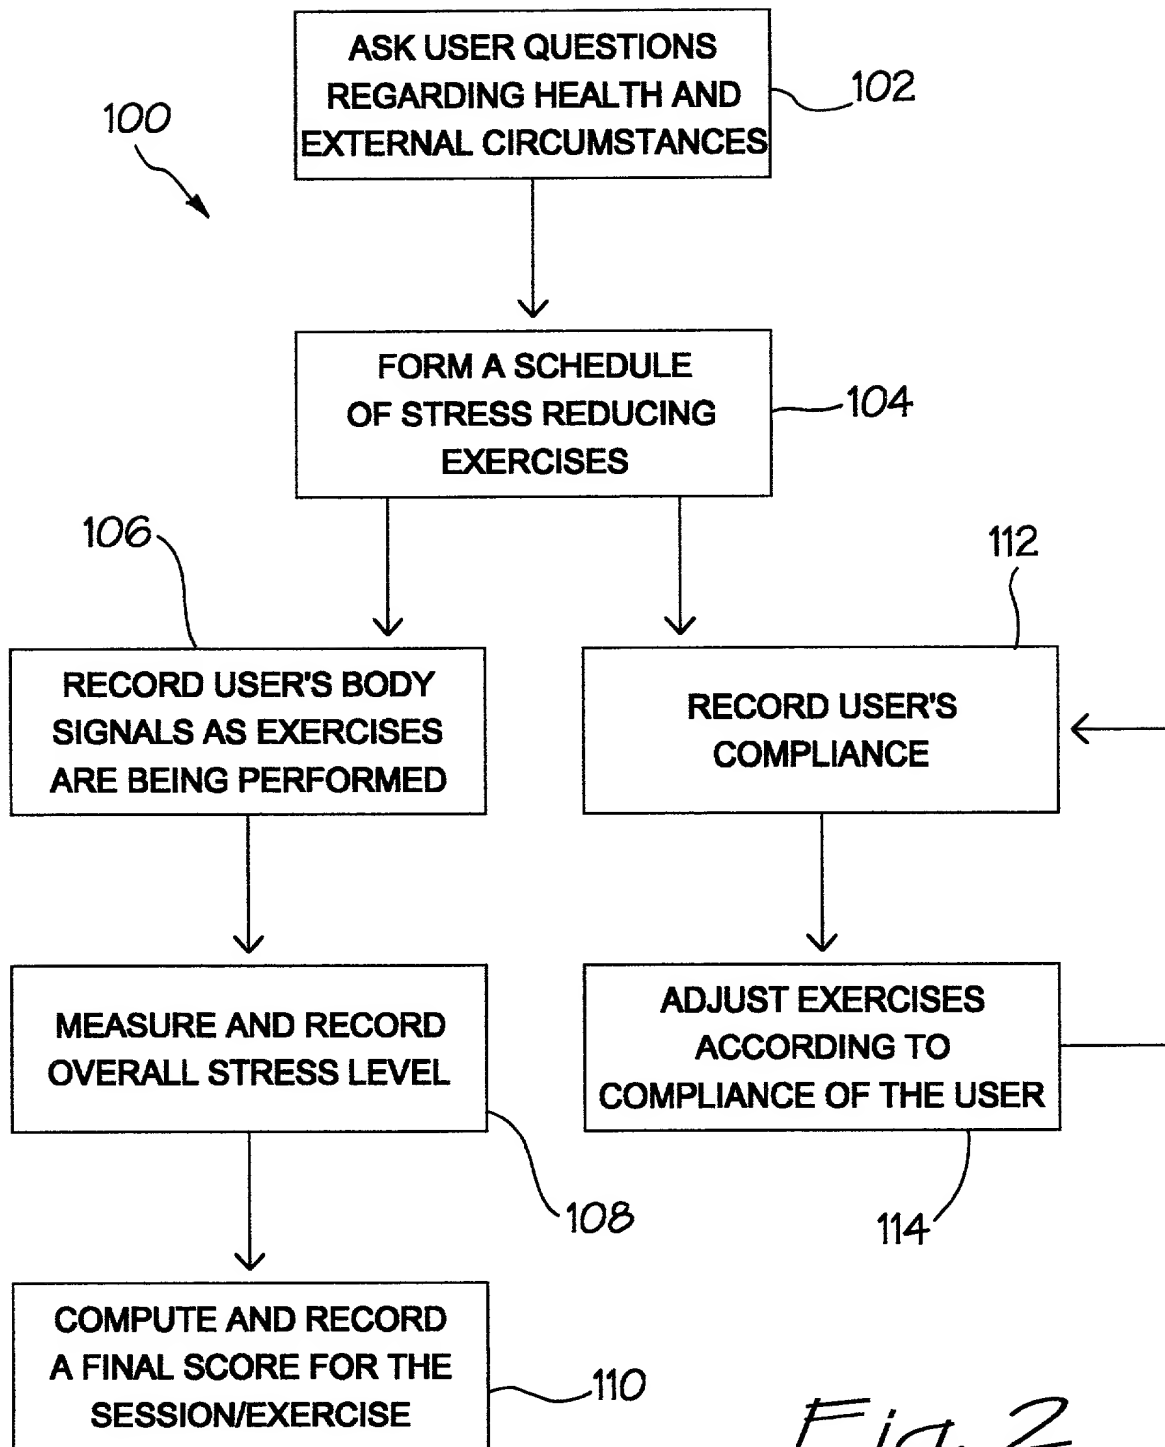 ASK USER QUESTIONS
REGARDING HEALTH AND
EXTERNAL CIRCUMSTANCES
102
100
FORM A SCHEDULE
OF STRESS REDUCING
EXERCISES
104
106
112
RECORD USER'S BODY
SIGNALS AS EXERCISES
ARE BEING PERFORMED
RECORD USER'S
COMPLIANCE
MEASURE AND RECORD
OVERALL STRESS LEVEL
108
ADJUST EXERCISES
ACCORDING TO
COMPLIANCE OF THE USER
114
COMPUTE AND RECORD
A FINAL SCORE FOR THE
SESSION/EXERCISE
110
Fig. 2